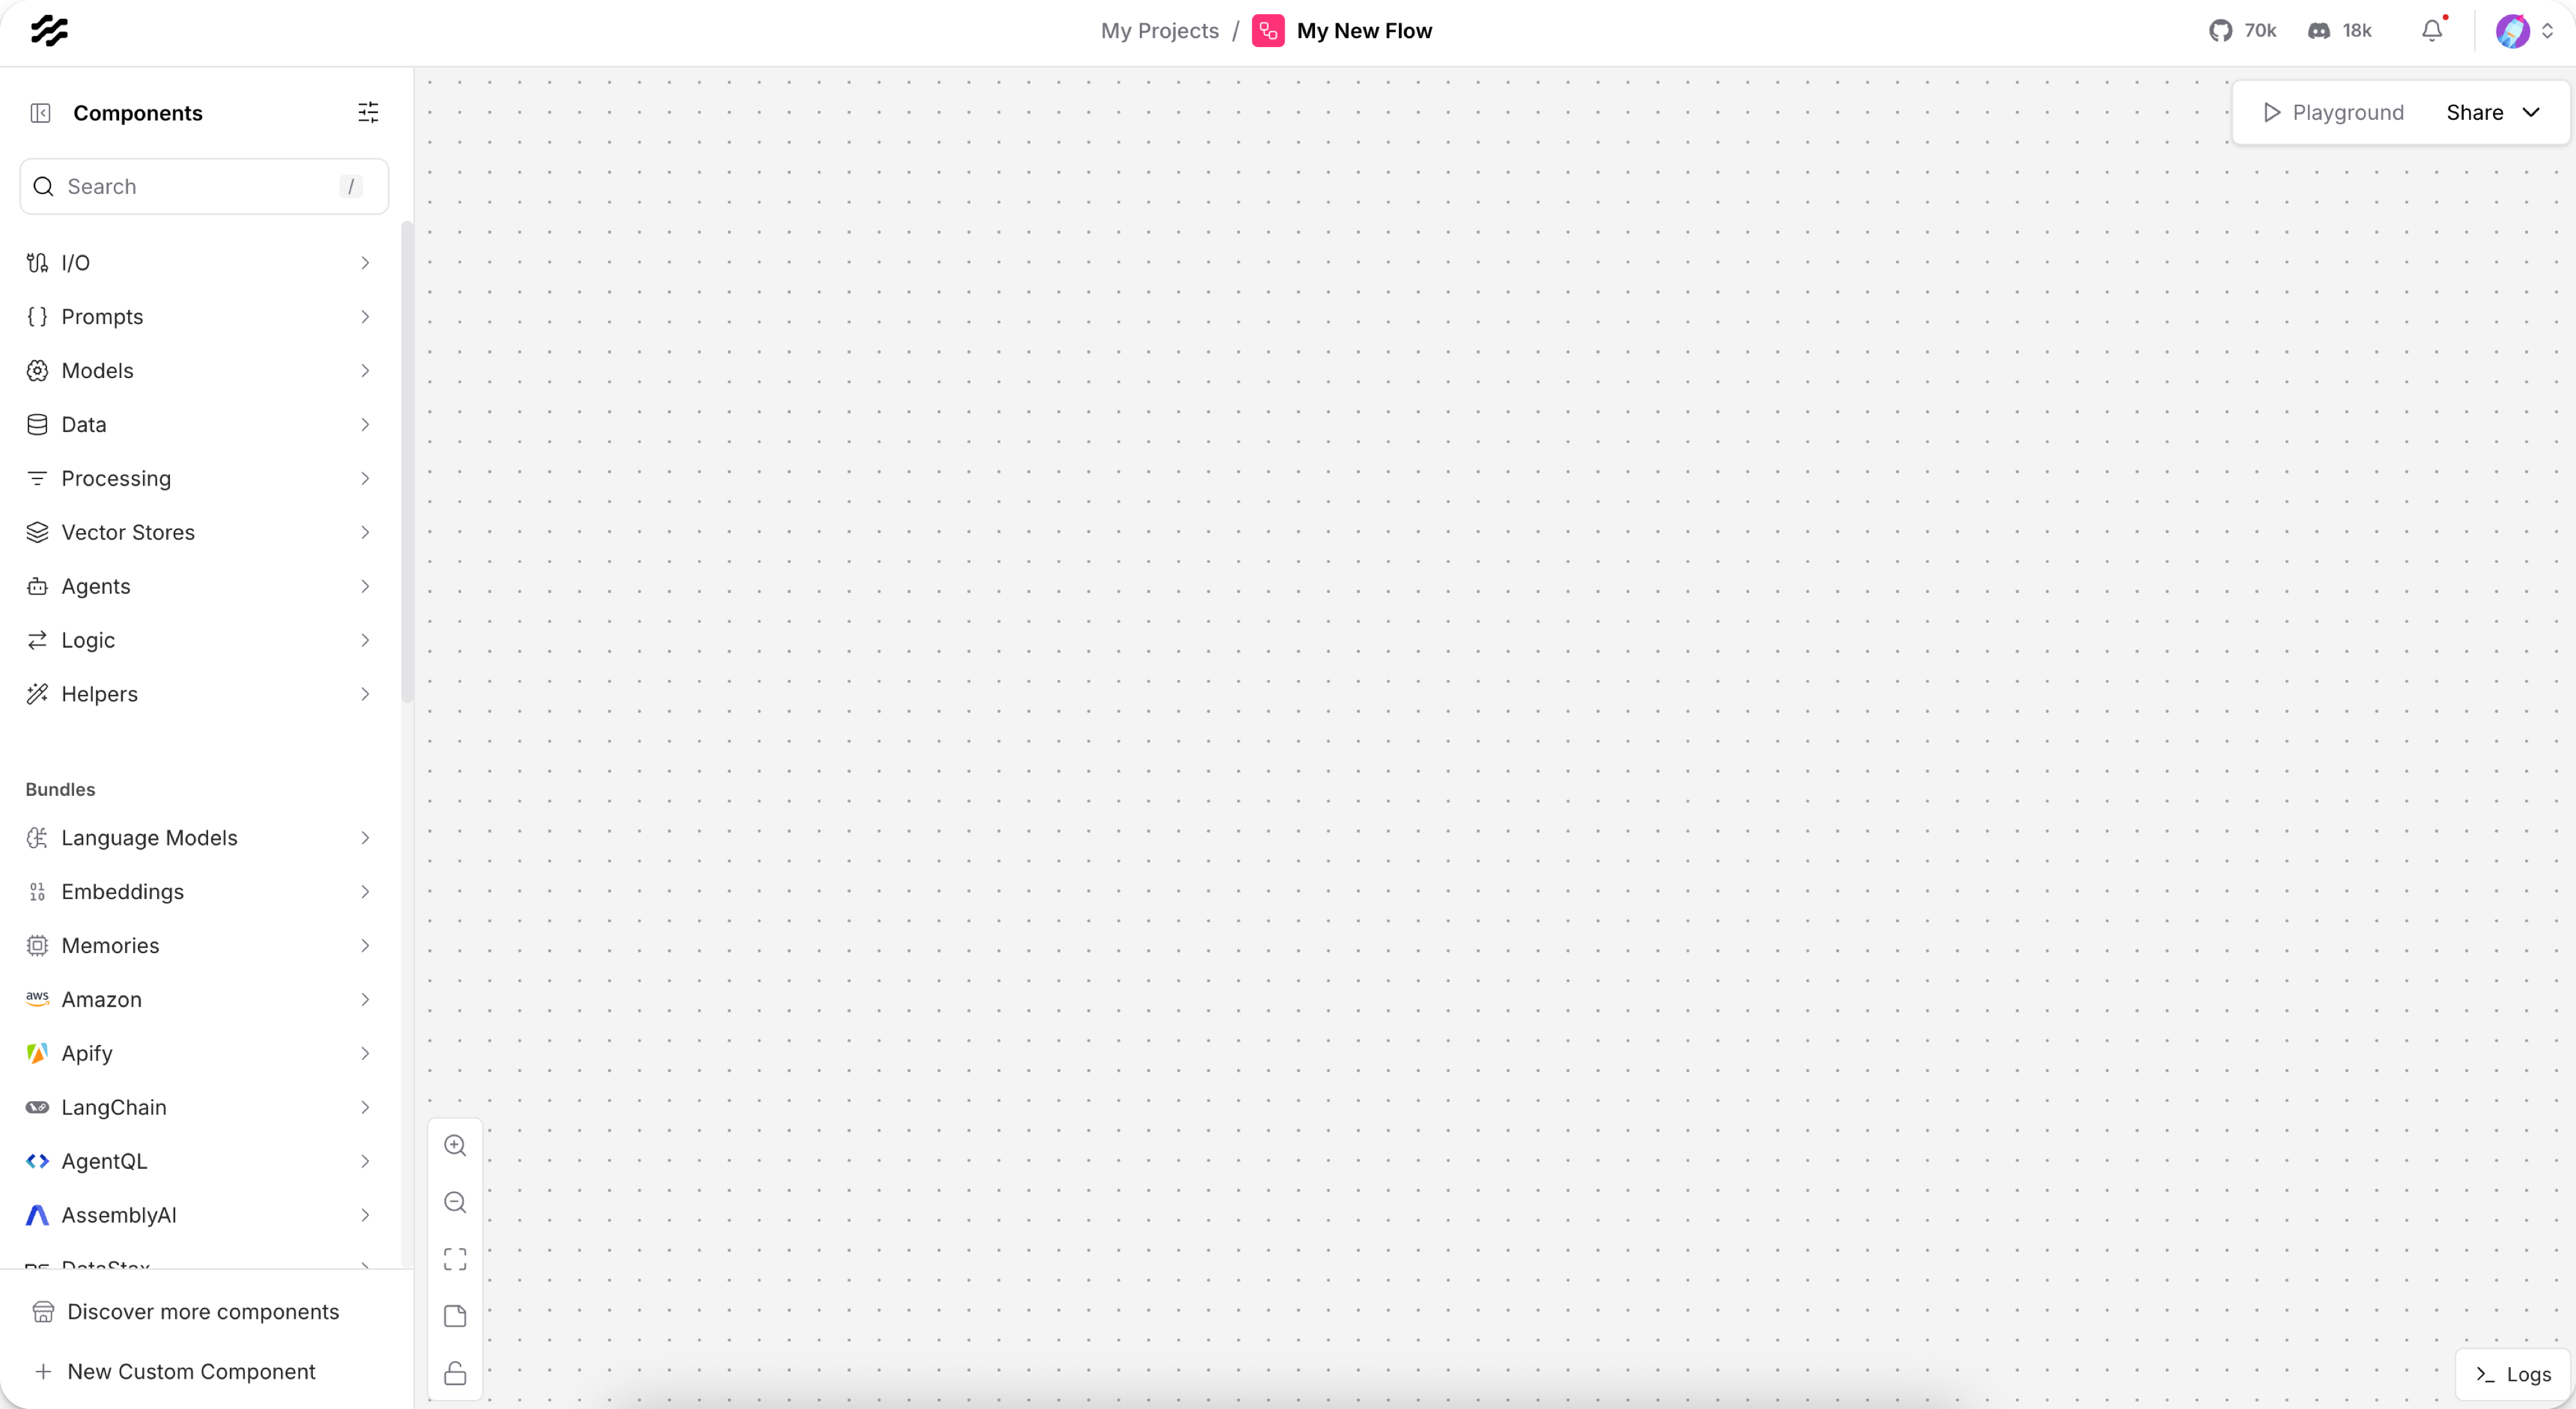 My Projects / My New Flow
70k
18k
Components
Playground
Share
Search
/
I/O
Prompts
Models
Data
Processing
Vector Stores
Agents
Logic
Helpers
Bundles
Language Models
Embeddings
Memories
aws Amazon
Apify
LangChain
AgentQL
AssemblyAI
DataStax
Discover more components
New Custom Component
Logs